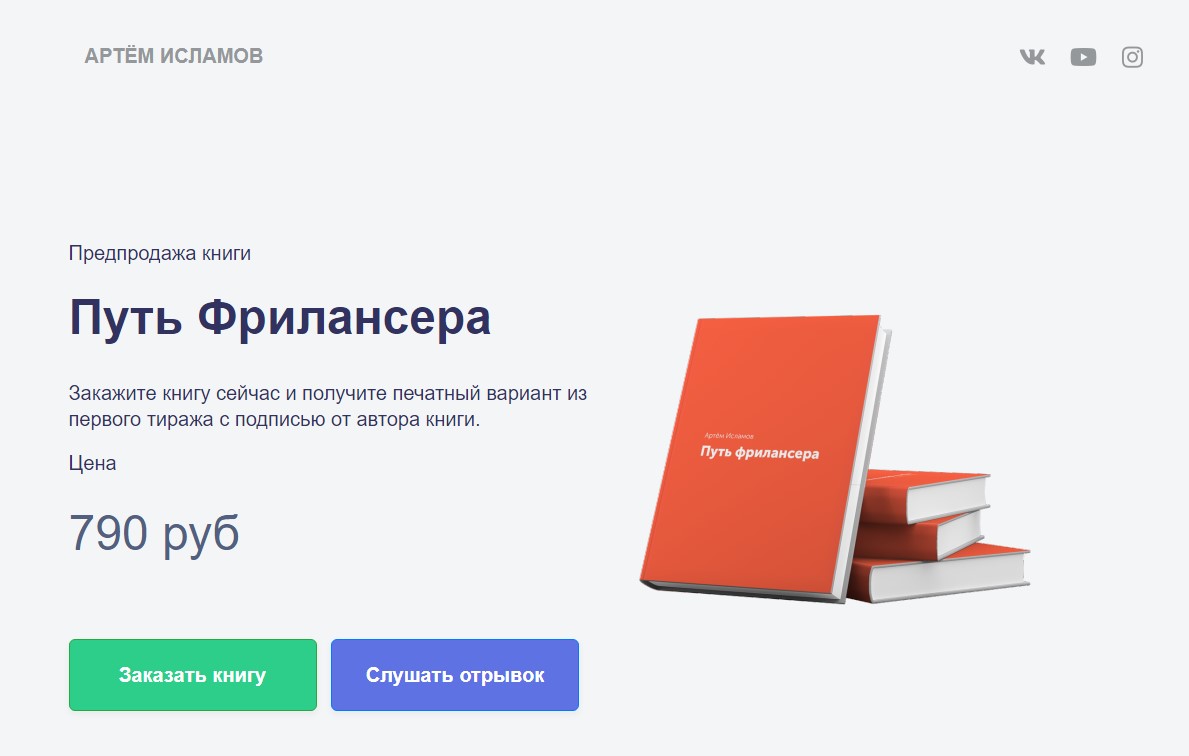 АРТЁМ ИСЛАМОВ
Предпродажа книги
Путь Фрилансера
Закажите книгу сейчас и получите печатный вариант из
первого тиража с подписью от автора книги.
Цена
790 руб
Заказать книгу
Слушать отрывок
Артём Исламов
Путь фрилансера